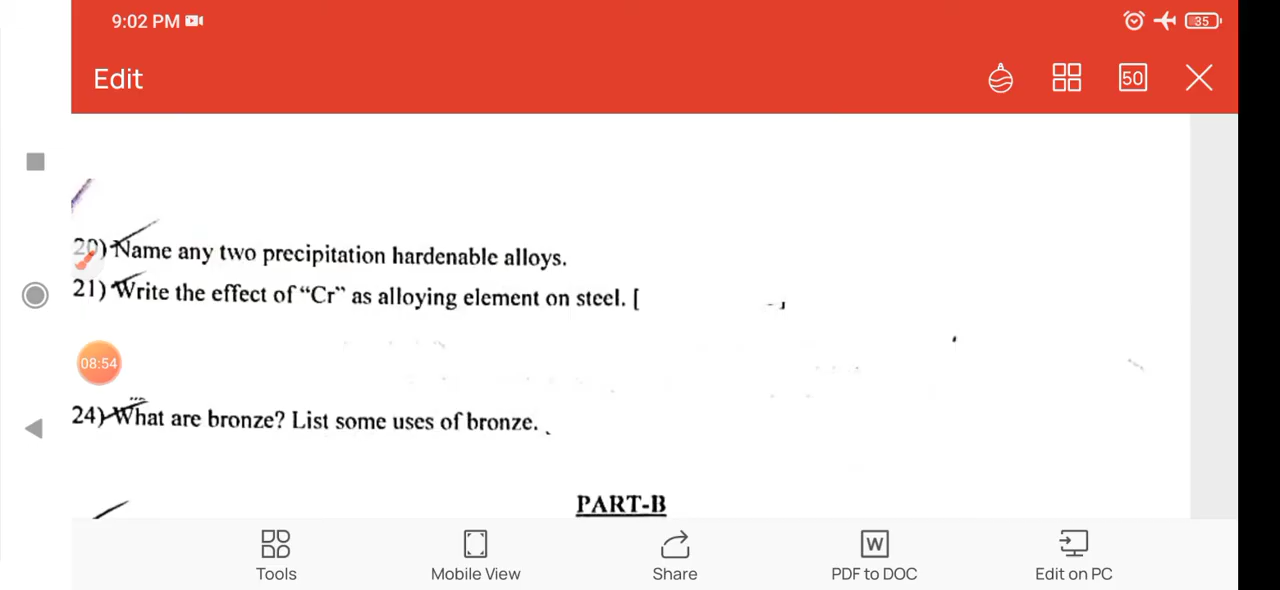 9:02 PM
35
Edit
50
20) Name any two precipitation hardenable alloys.
21) Write the effect of “Cr” as alloying element on steel. [
08:54
24) What are bronze? List some uses of bronze.
PART-B
Tools
Mobile View
Share
W
PDF to DOC
Edit on PC